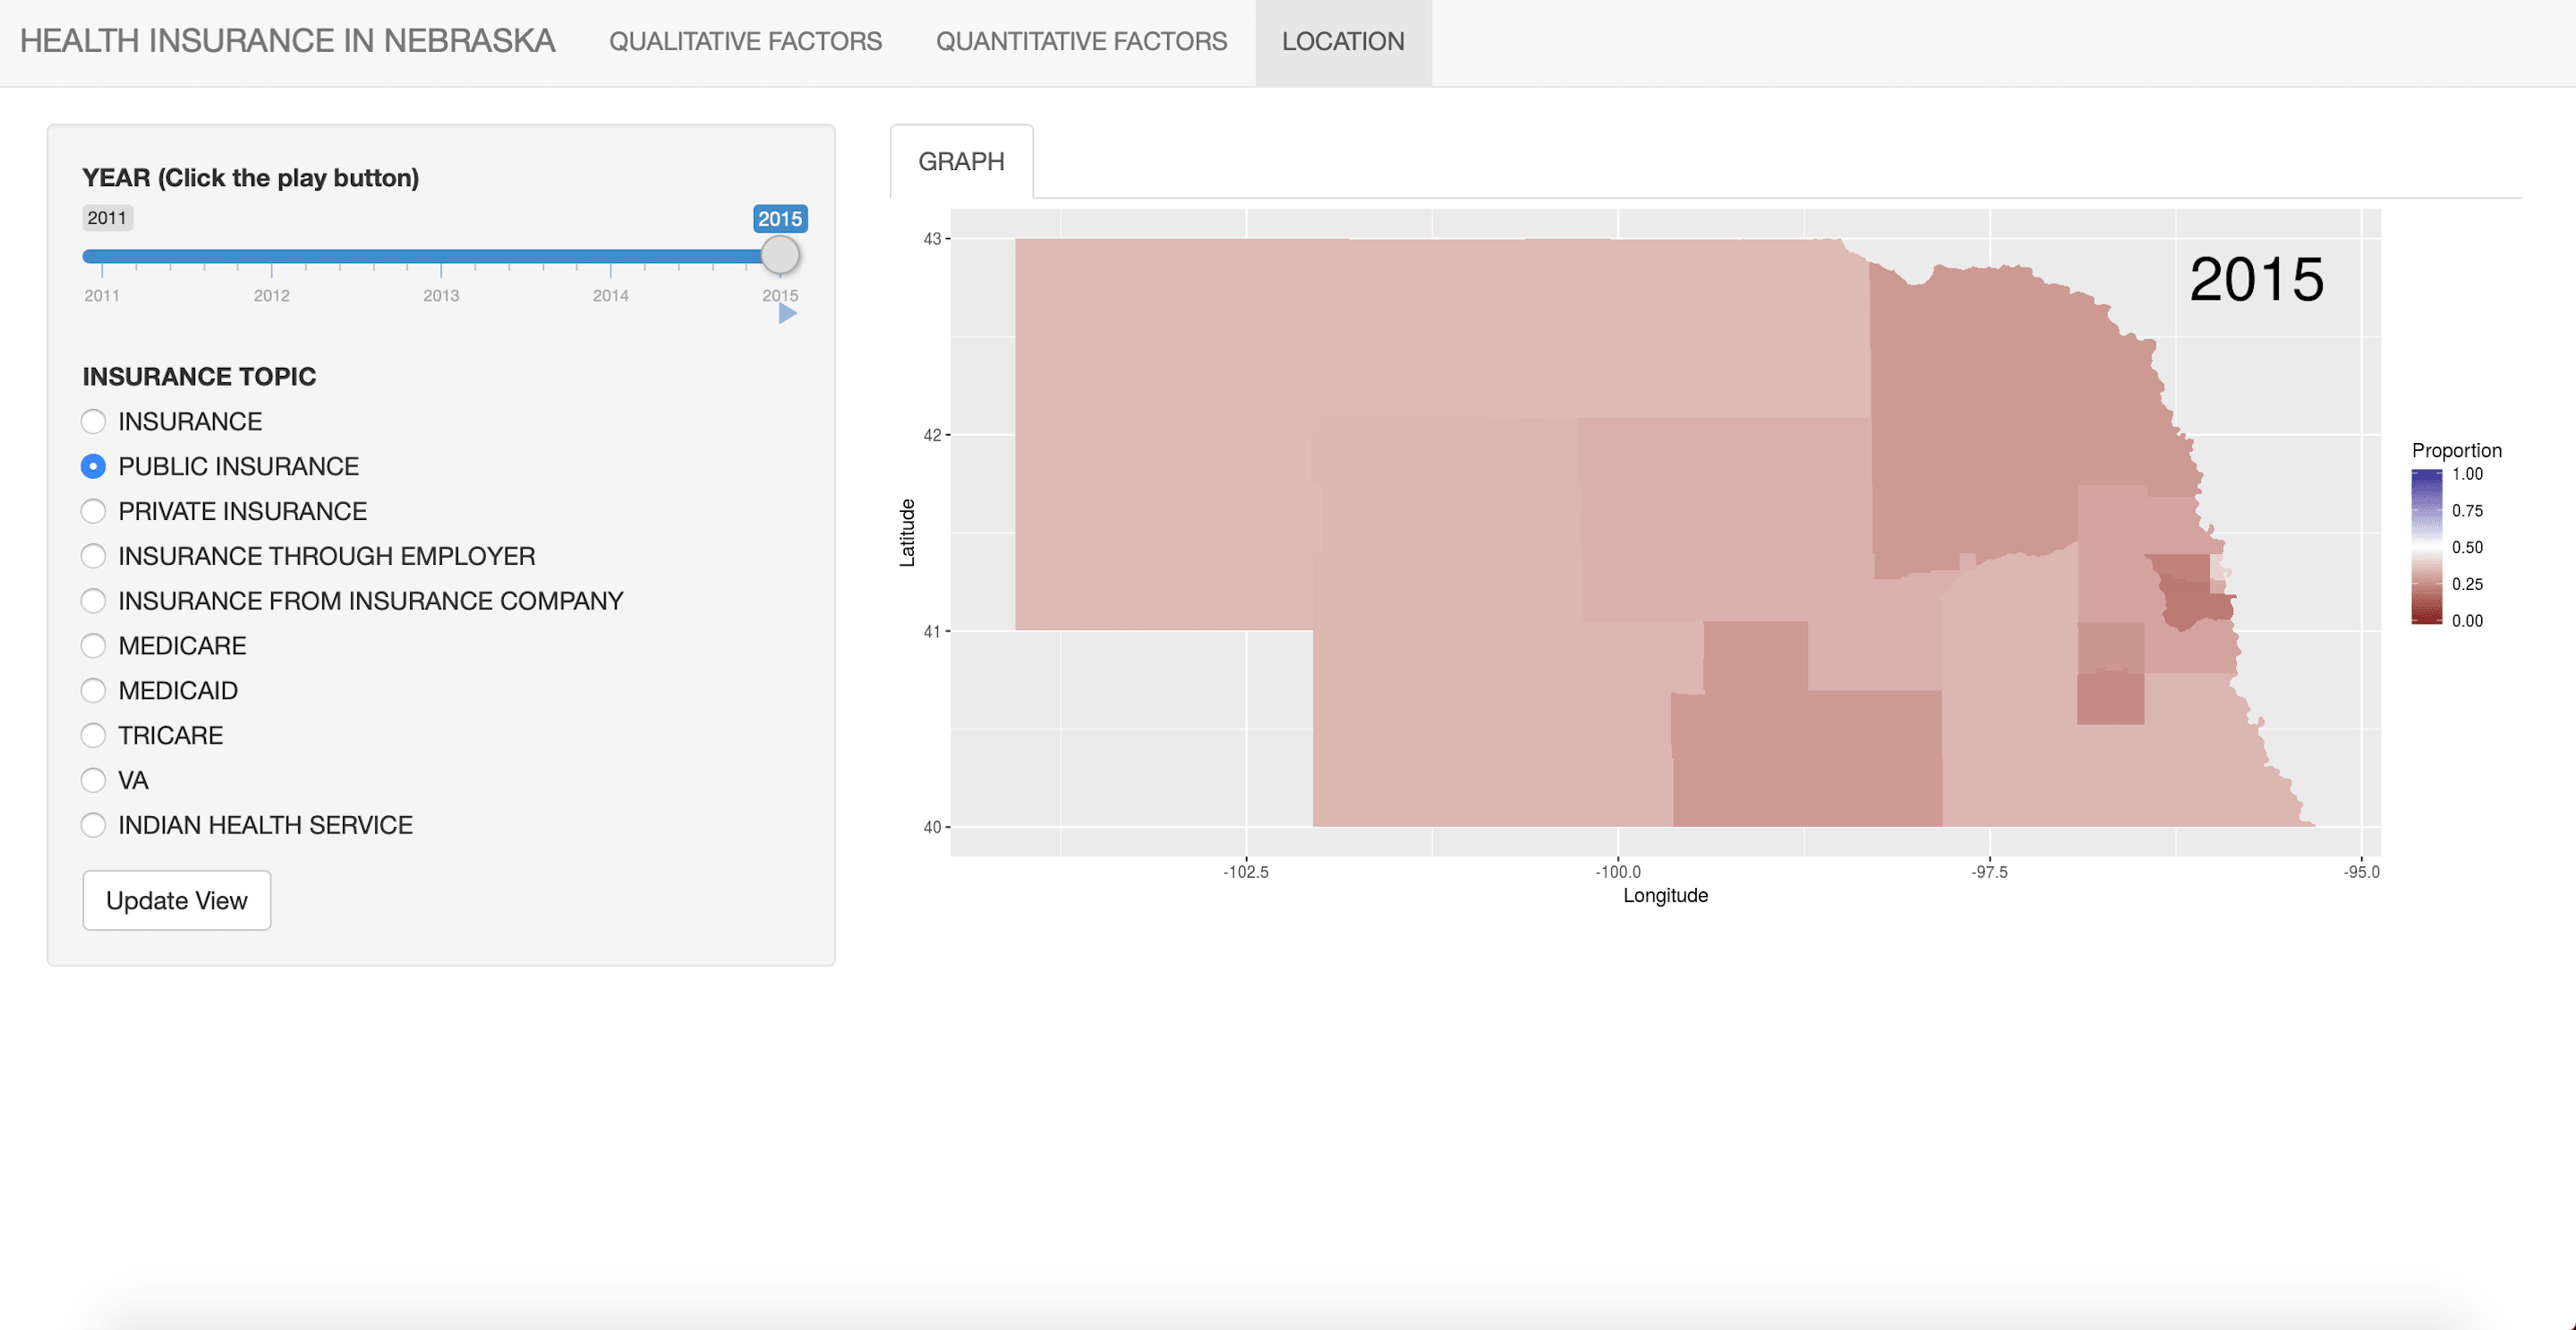 HEALTH INSURANCE IN NEBRASKA QUALITATIVE FACTORS QUANTITATIVE FACTORS LOCATION
YEAR (Click the play button)
2011 2015
2011 2012 2013 2014 2015
INSURANCE TOPIC
INSURANCE
PUBLIC INSURANCE
PRIVATE INSURANCE
INSURANCE THROUGH EMPLOYER
INSURANCE FROM INSURANCE COMPANY
MEDICARE
MEDICAID
TRICARE
VA
INDIAN HEALTH SERVICE
Update View
GRAPH
2015
43
42
41
40
Latitude
-102.5 -100.0 -97.5 -95.0
Longitude
Proportion
1.00
0.75
0.50
0.25
0.00